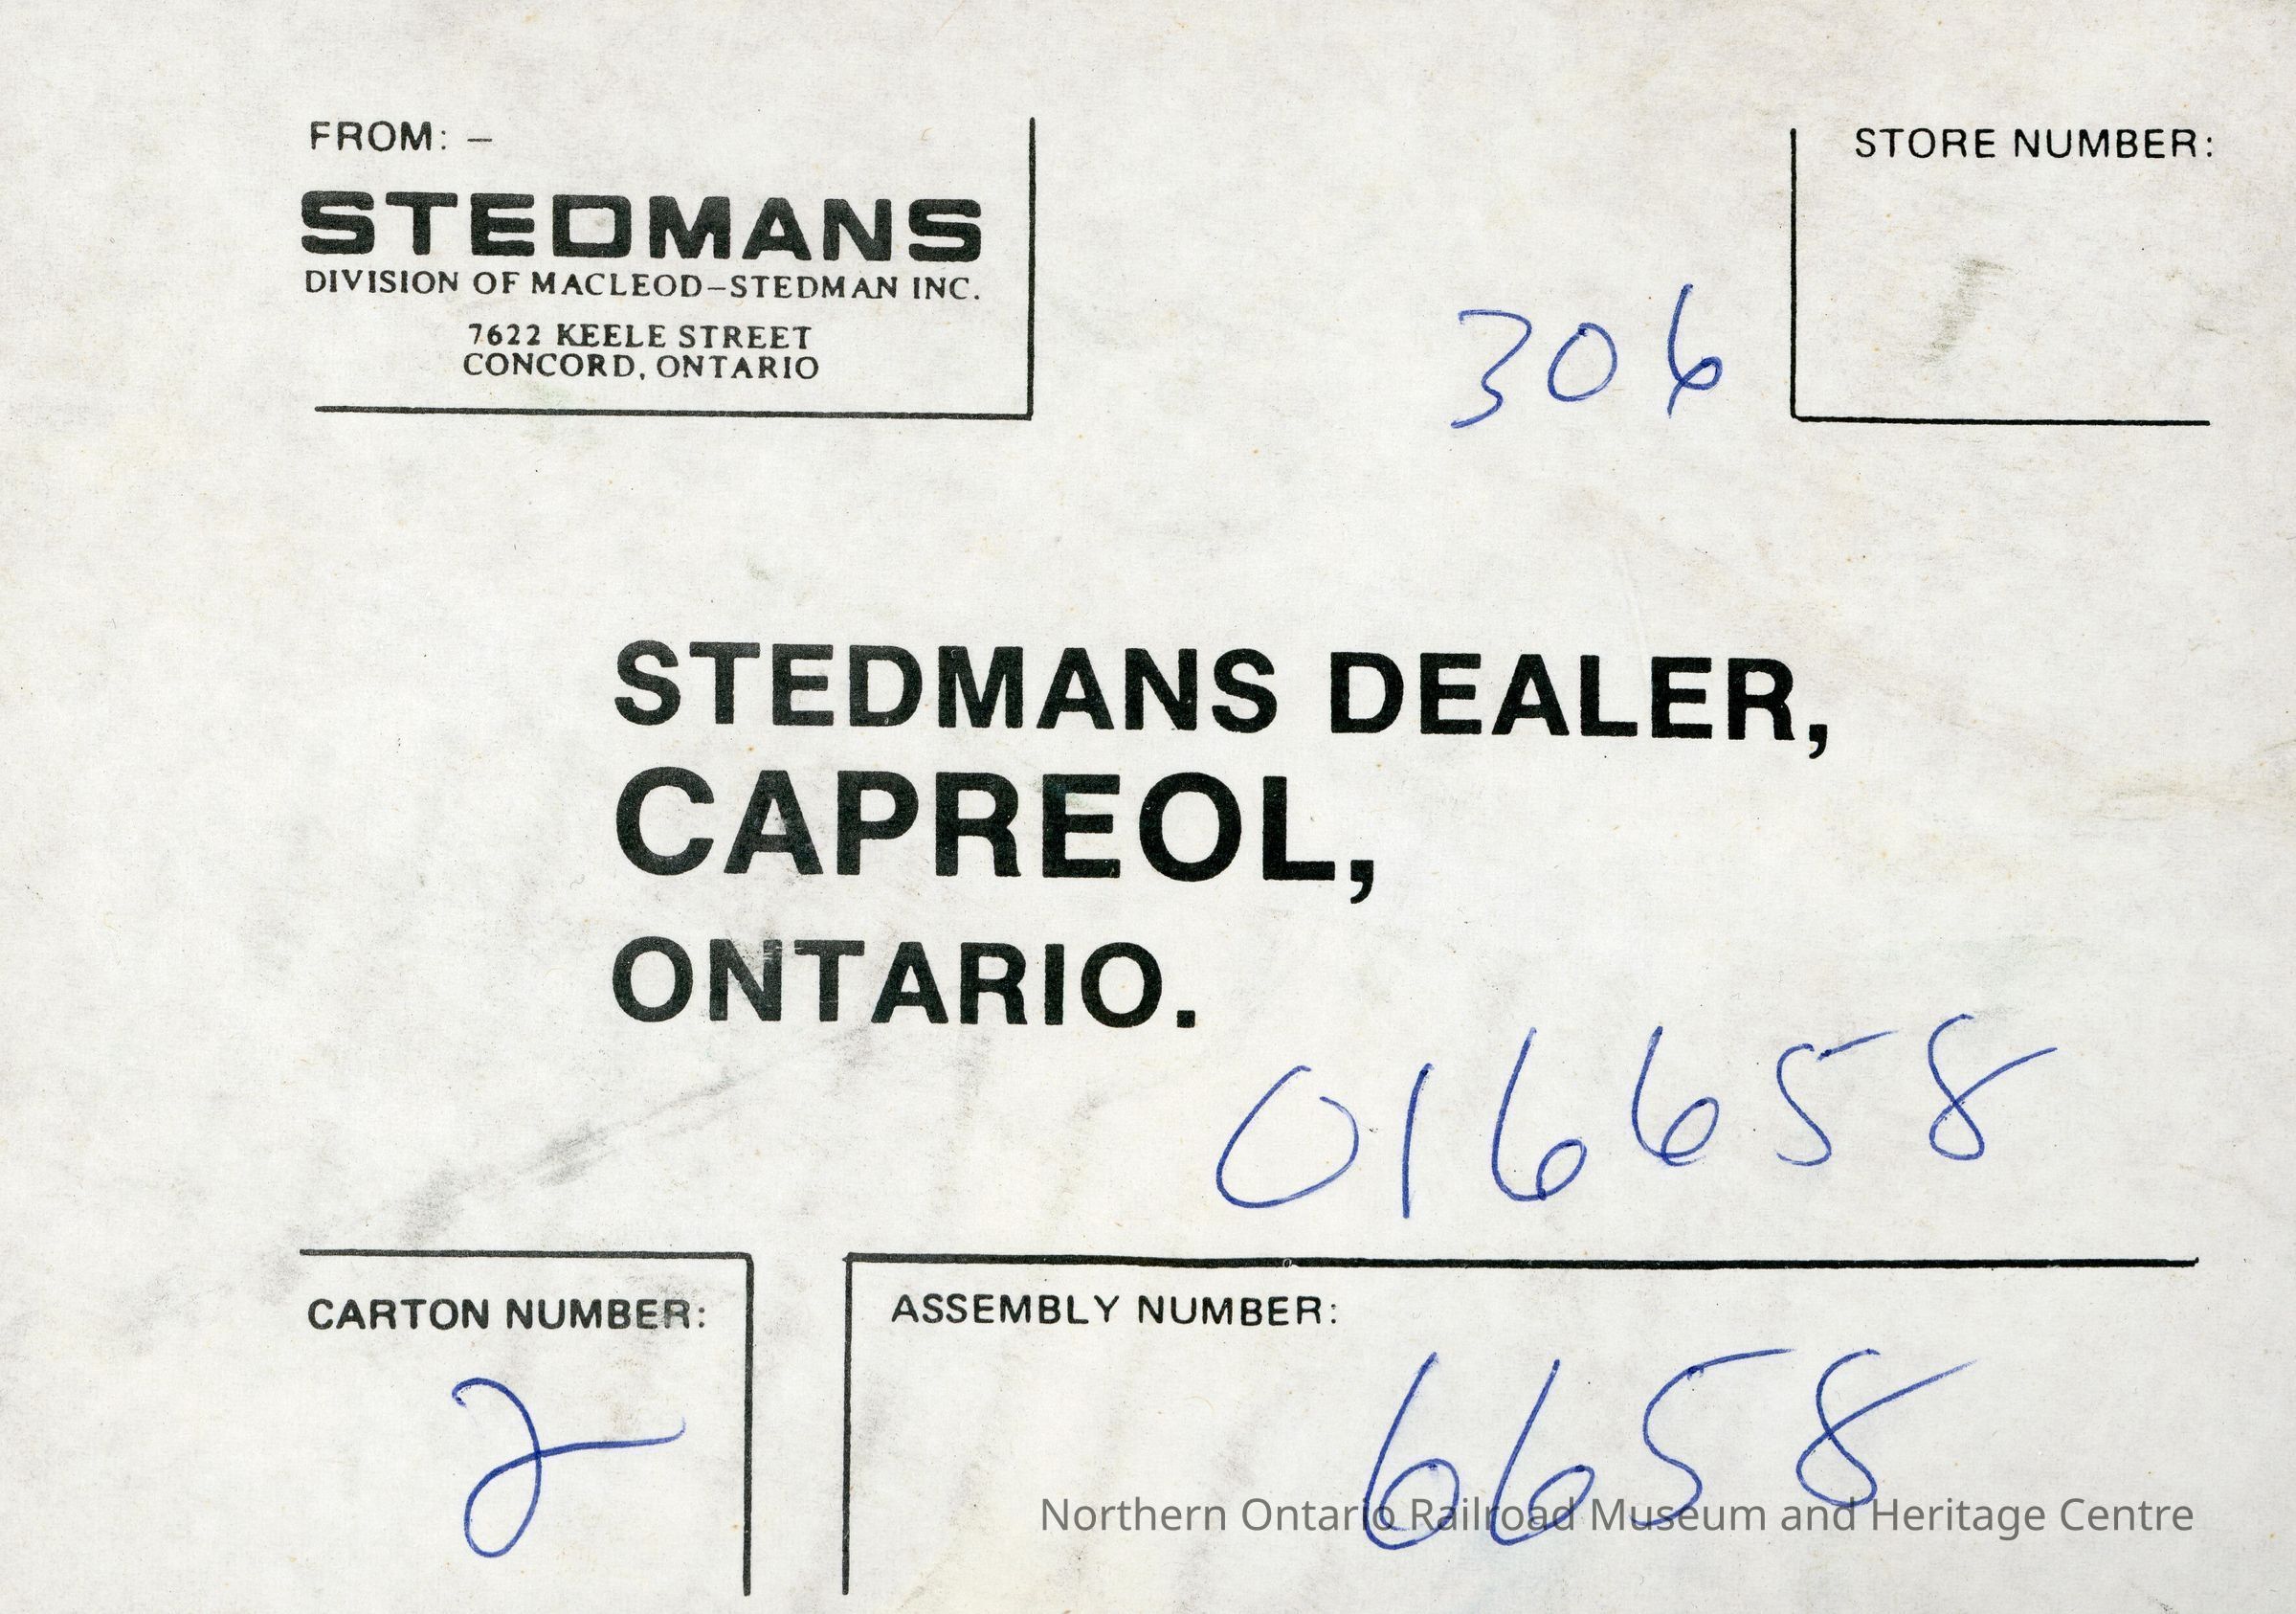 FROM: –
STORE NUMBER:
STEDMANS
DIVISION OF MACLEOD–STEDMAN INC.
7622 KEELE STREET
CONCORD, ONTARIO
306
STEDMANS DEALER,
CAPREOL,
ONTARIO.
016658
CARTON NUMBER:
2
ASSEMBLY NUMBER:
6658
Northern Ontario Railroad Museum and Heritage Centre